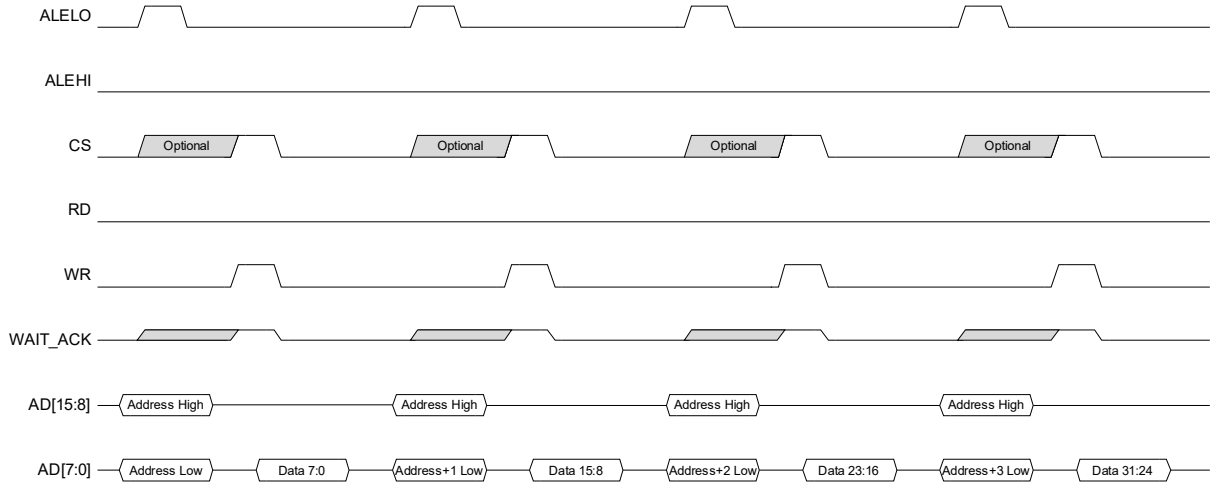 ALELO
ALEHI
CS Optional Optional Optional Optional
RD
WR
WAIT_ACK
AD[15:8] Address High Address High Address High Address High
AD[7:0] Address Low Data 7:0 Address+1 Low Data 15:8 Address+2 Low Data 23:16 Address+3 Low Data 31:24